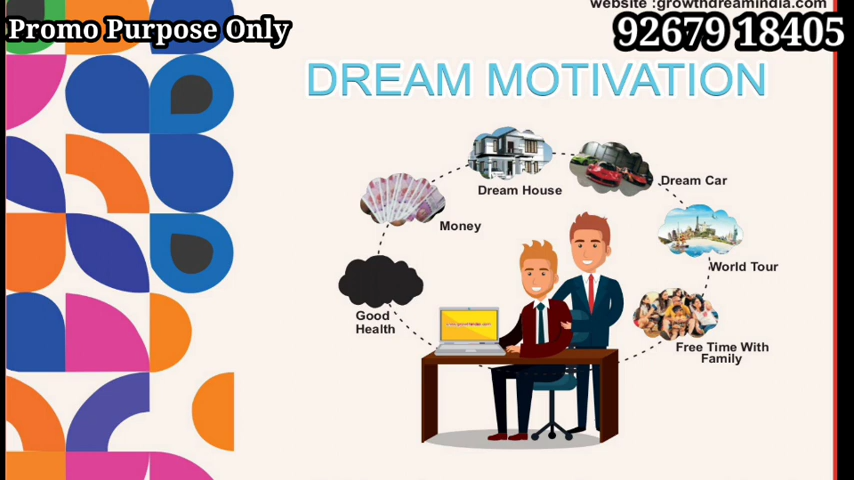 website :growthdreamindia.com
Promo Purpose Only
92679 18405
DREAM MOTIVATION
Dream House
Dream Car
Money
World Tour
Good
Health
Free Time With
Family